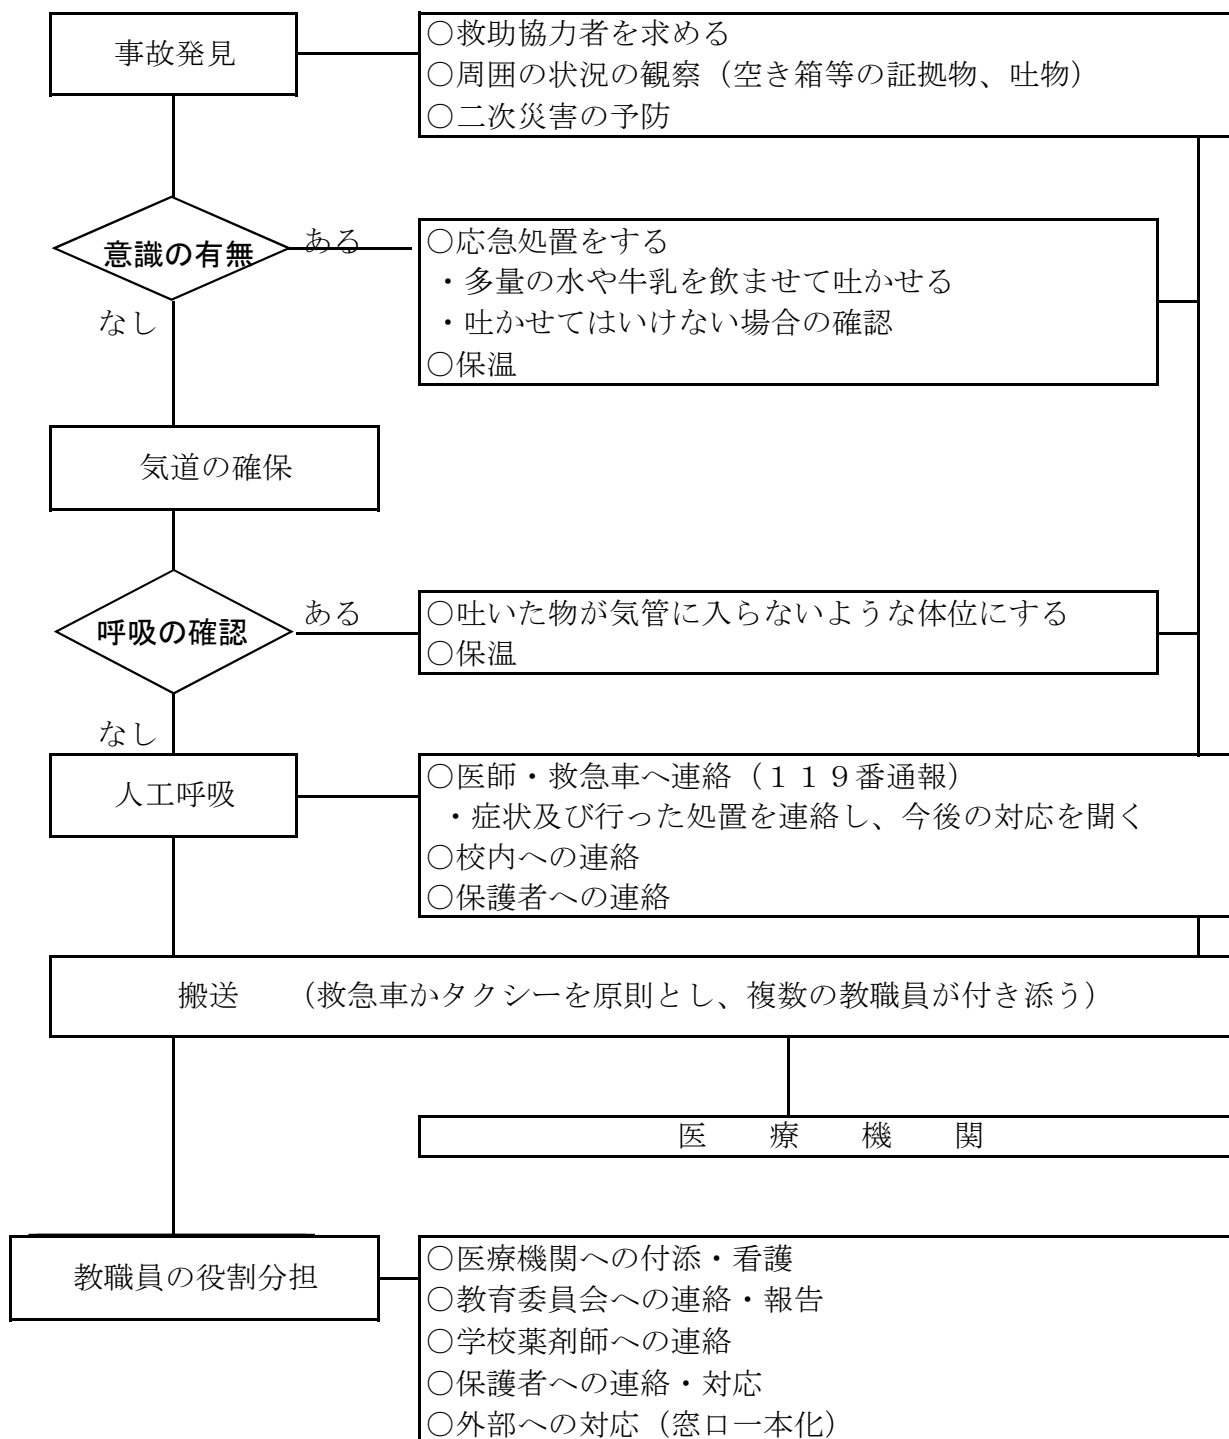 事故発見
○救助協力者を求める
○周囲の状況の観察（空き箱等の証拠物、吐物）
○二次災害の予防
意識の有無
ある
なし
○応急処置をする
・多量の水や牛乳を飲ませて吐かせる
・吐かせてはいけない場合の確認
○保温
気道の確保
呼吸の確認
ある
なし
○吐いた物が気管に入らないような体位にする
○保温
人工呼吸
○医師・救急車へ連絡（１１９番通報）
・症状及び行った処置を連絡し、今後の対応を聞く
○校内への連絡
○保護者への連絡
搬送　（救急車かタクシーを原則とし、複数の教職員が付き添う）
医　療　機　関
教職員の役割分担
○医療機関への付添・看護
○教育委員会への連絡・報告
○学校薬剤師への連絡
○保護者への連絡・対応
○外部への対応（窓口一本化）